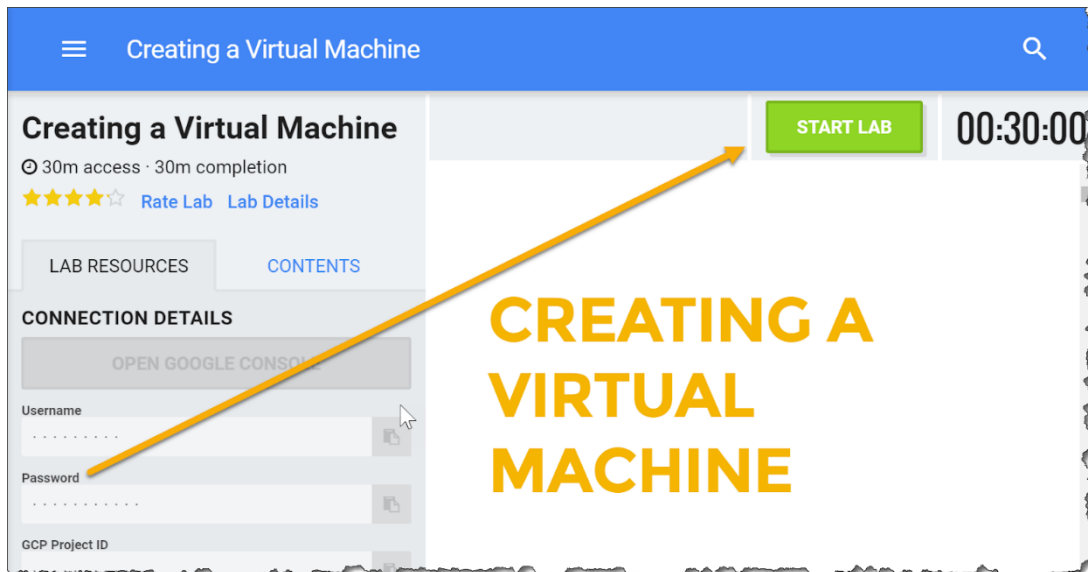 Creating a Virtual Machine
Creating a Virtual Machine
30m access · 30m completion
Rate Lab Lab Details
LAB RESOURCES CONTENTS
CONNECTION DETAILS
OPEN GOOGLE CONSOLE
Username
. . . . . . . . .
Password
. . . . . . . . . . .
GCP Project ID
START LAB 00:30:00
CREATING A
VIRTUAL
MACHINE